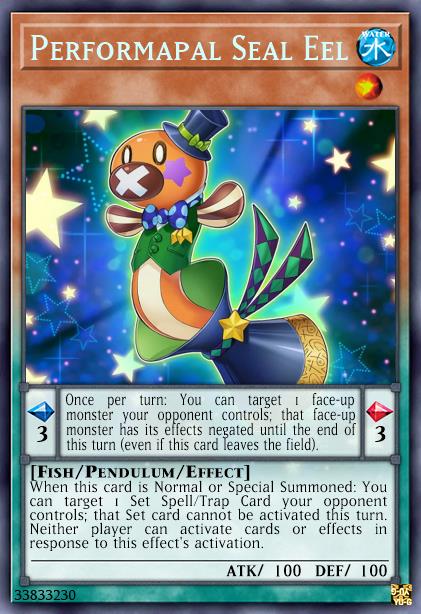 Performapal Seal Eel
WATER
水
Once per turn: You can target 1 face-up
monster your opponent controls; that face-up
monster has its effects negated until the end of
this turn (even if this card leaves the field).
3
3
[Fish/Pendulum/Effect]
When this card is Normal or Special Summoned: You
can target 1 Set Spell/Trap Card your opponent
controls; that Set card cannot be activated this turn.
Neither player can activate cards or effects in
response to this effect's activation.
ATK/ 100 DEF/ 100
33833230